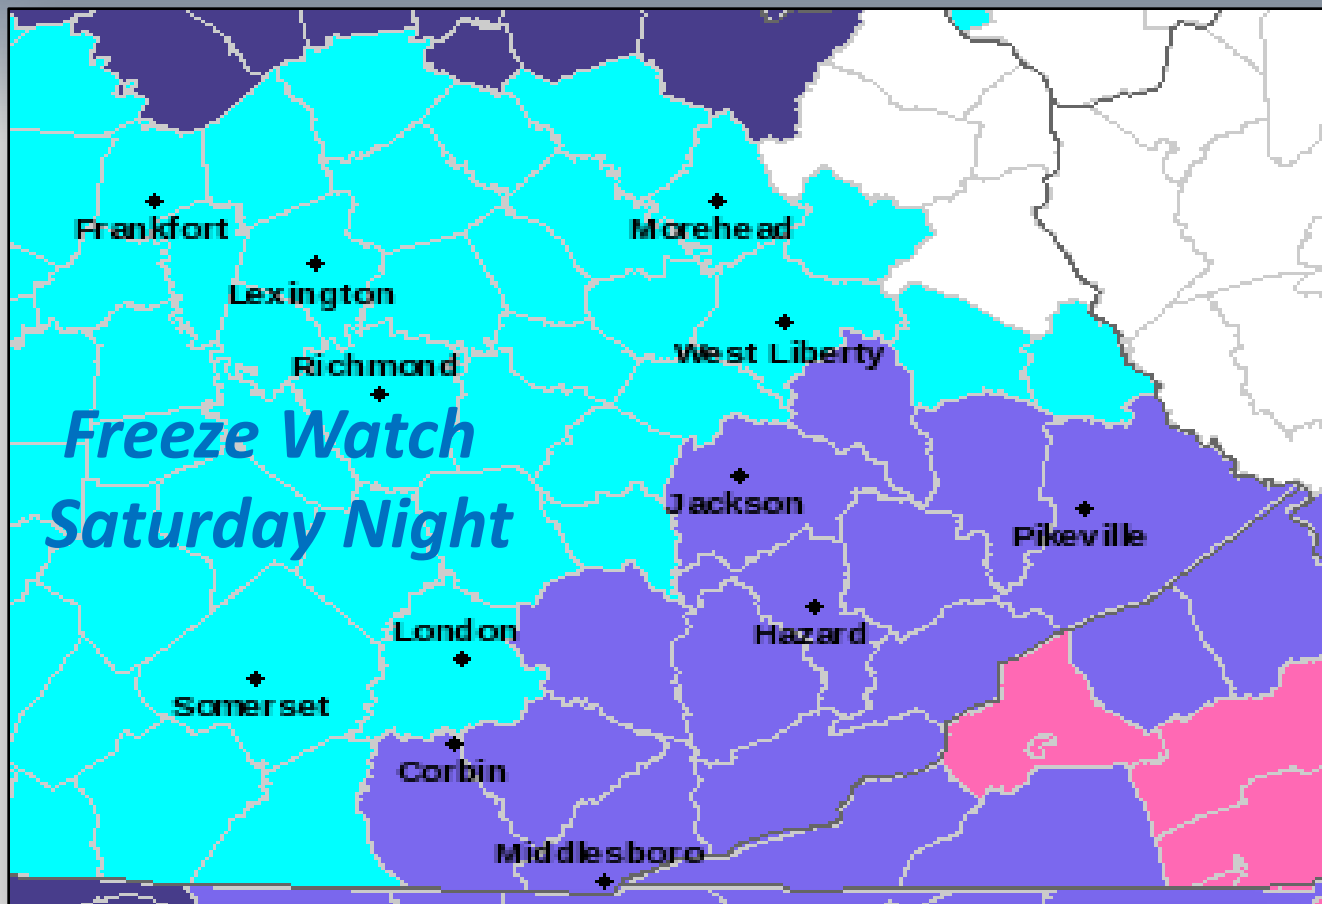 Frankfort
Morehead
Lexington
West Liberty
Richmond
Freeze Watch
Saturday Night
Jackson
Pikeville
London
Hazard
Somerset
Corbin
Middlesboro